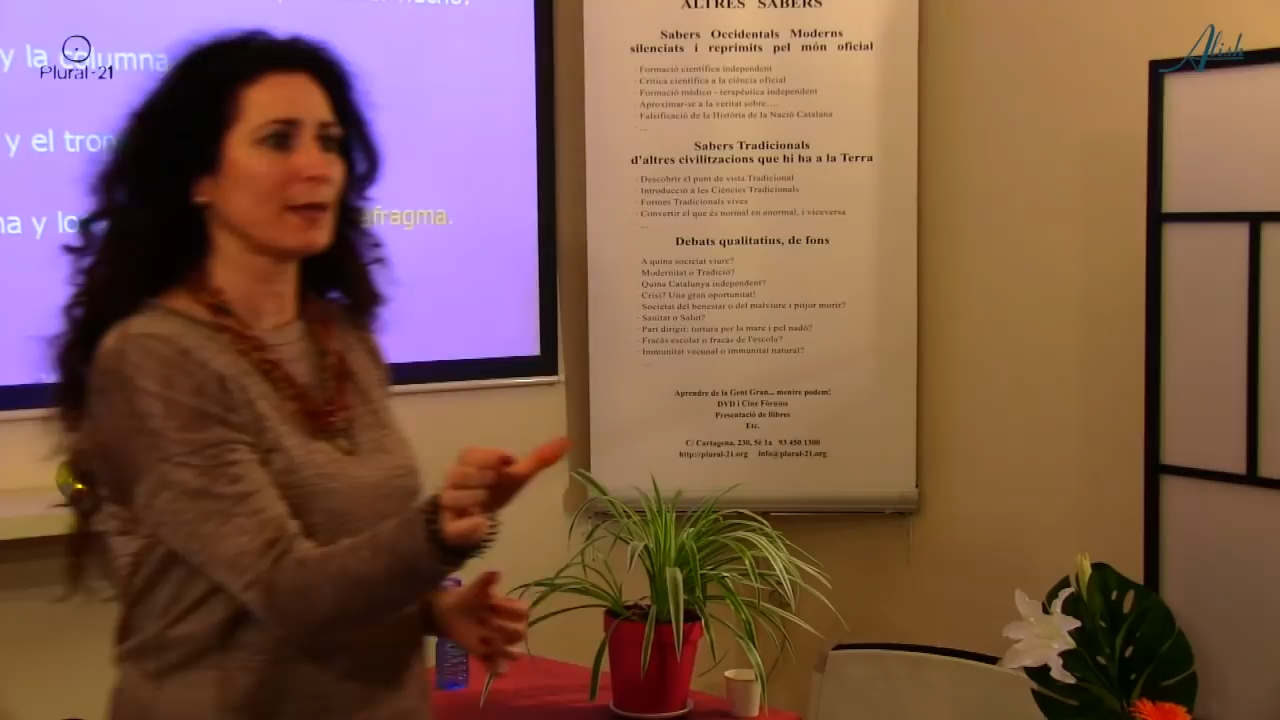 y la columna
y el tron
na y lo
afragma.
Plural-21
Alish
ALTRES SABERS
Sabers Occidentals Moderns
silenciats i reprimits pel món oficial
· Formació científica independent
· Crítica científica a la ciència oficial
· Formació médico - terapèutica independent
· Aproximar-se a la veritat sobre....
· Falsificació de la Història de la Nació Catalana
...
Sabers Tradicionals
d'altres civilitzacions que hi ha a la Terra
· Descobrir el punt de vista Tradicional
· Introducció a les Ciències Tradicionals
· Formes Tradicionals vives
· Convertir el que és normal en anormal, i viceversa
...
Debats qualitatius, de fons
· A quina societat viure?
· Modernitat o Tradició?
· Quina Catalunya independent?
· Crisi? Una gran oportunitat!
· Societat del benestar o del malviure i pitjor morir?
· Sanitat o Salut?
· Part dirigit: tortura per la mare i pel nadó?
· Fracàs escolar o fracàs de l'escola?
· Immunitat vacunal o immunitat natural?
...
Aprendre de la Gent Gran... mentre podem!
DVD i Cine Fòrums
Presentació de llibres
Etc.
C/ Cartagena, 230, 5è 1a 93 450 1300
http://plural-21.org info@plural-21.org